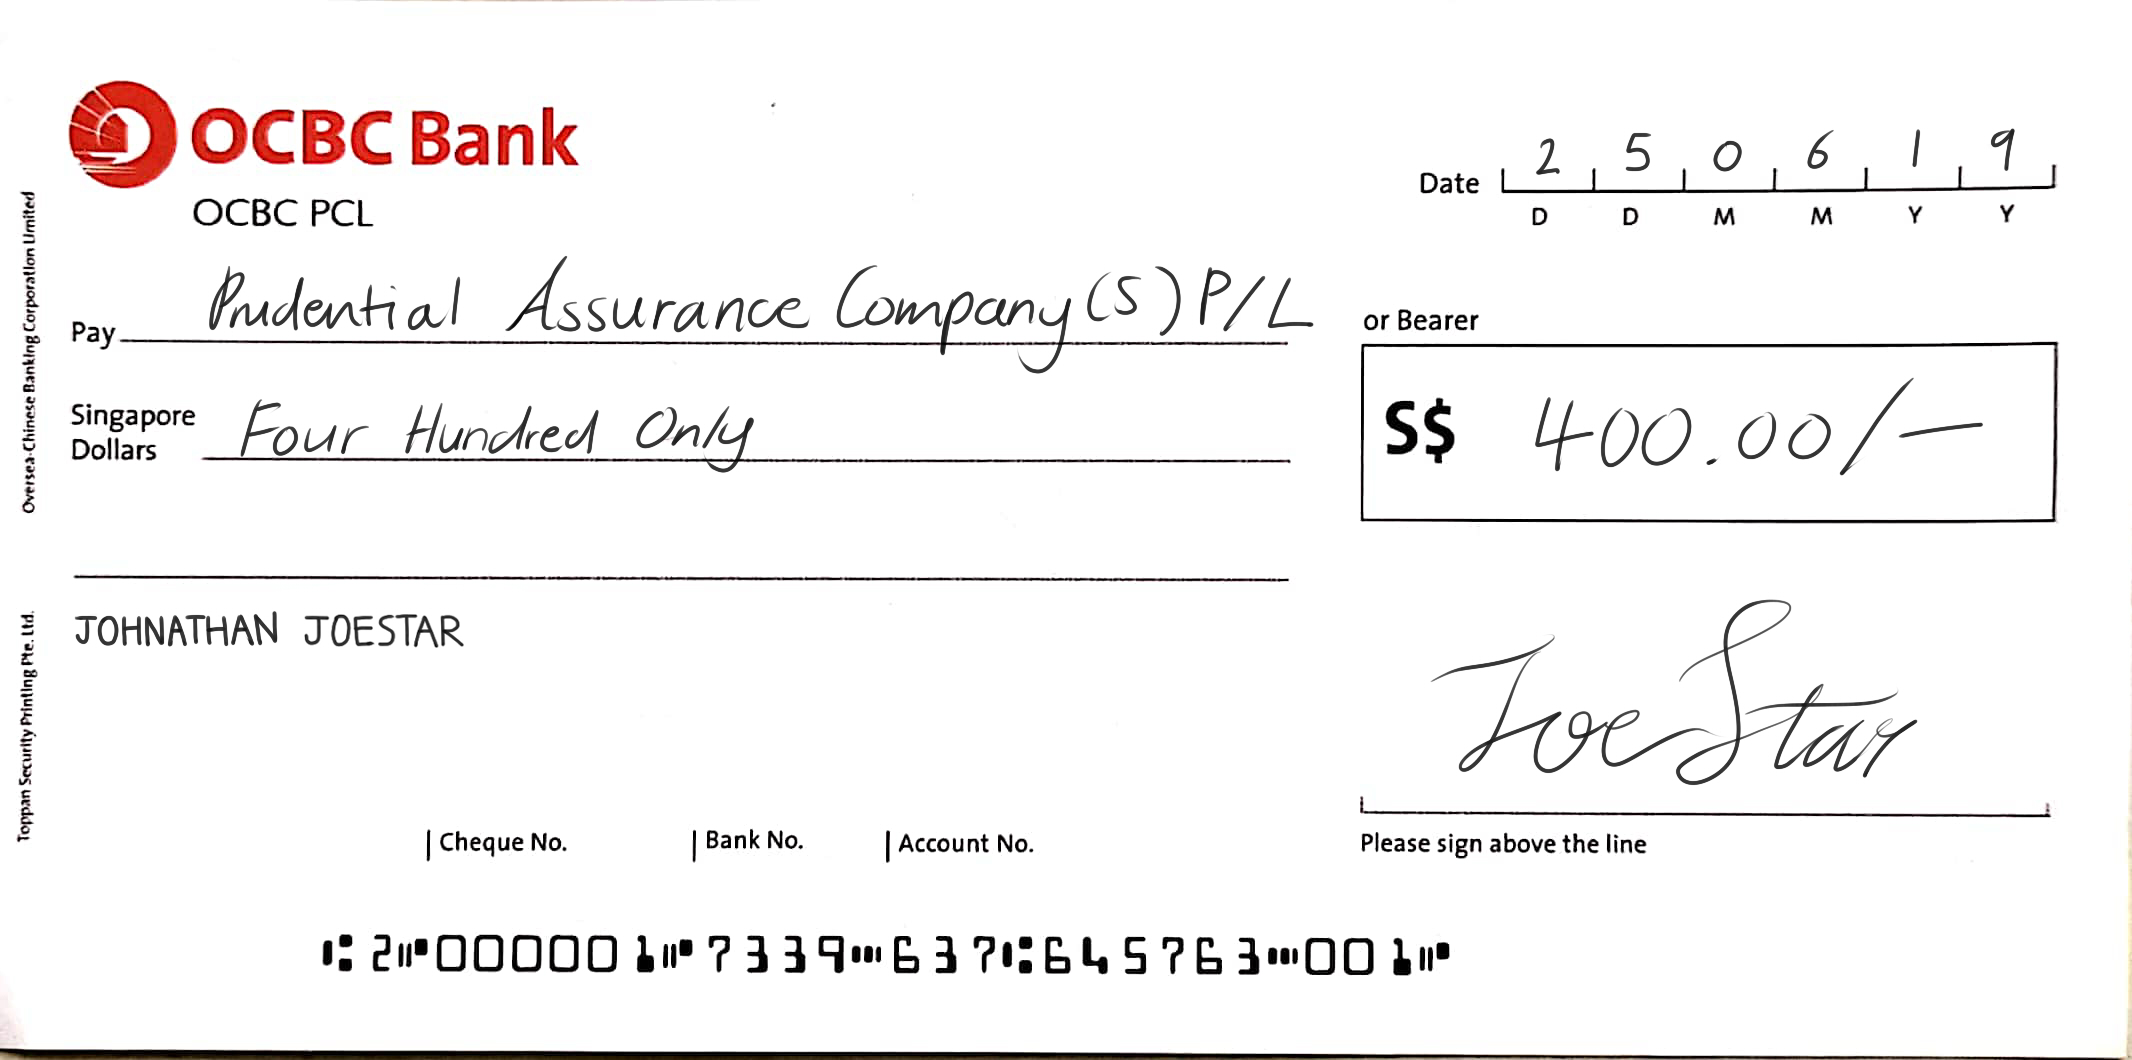 OCBC Bank
OCBC PCL
Date 2 5 0 6 1 9
D D M M Y Y
Pay Prudential Assurance Company (S) P/L or Bearer
Singapore Dollars Four Hundred Only
S$ 400.00/-
JOHNATHAN JOESTAR
JoeStar
Cheque No. Bank No. Account No.
Please sign above the line
⑆2⑈000001⑈7339⑉637⑆645763⑉001⑈
Oversea-Chinese Banking Corporation Limited
Toppan Security Printing Pte. Ltd.